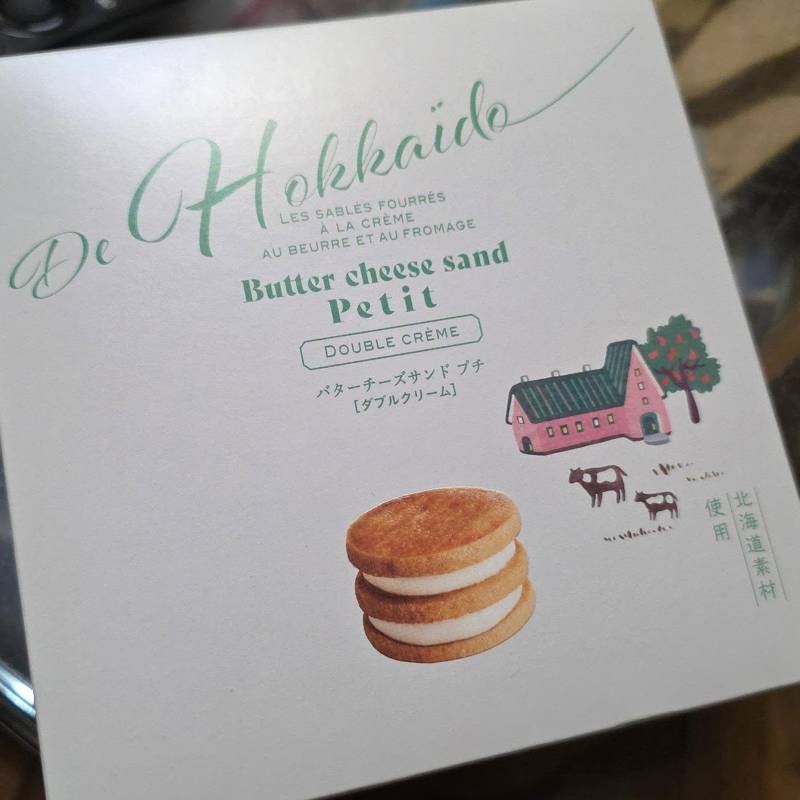 De Hokkaïdo
LES SABLÉS FOURRÉS
À LA CRÈME
AU BEURRE ET AU FROMAGE
Butter cheese sand
Petit
DOUBLE CRÈME
バターチーズサンド プチ
[ダブルクリーム]
北海道素材
使用